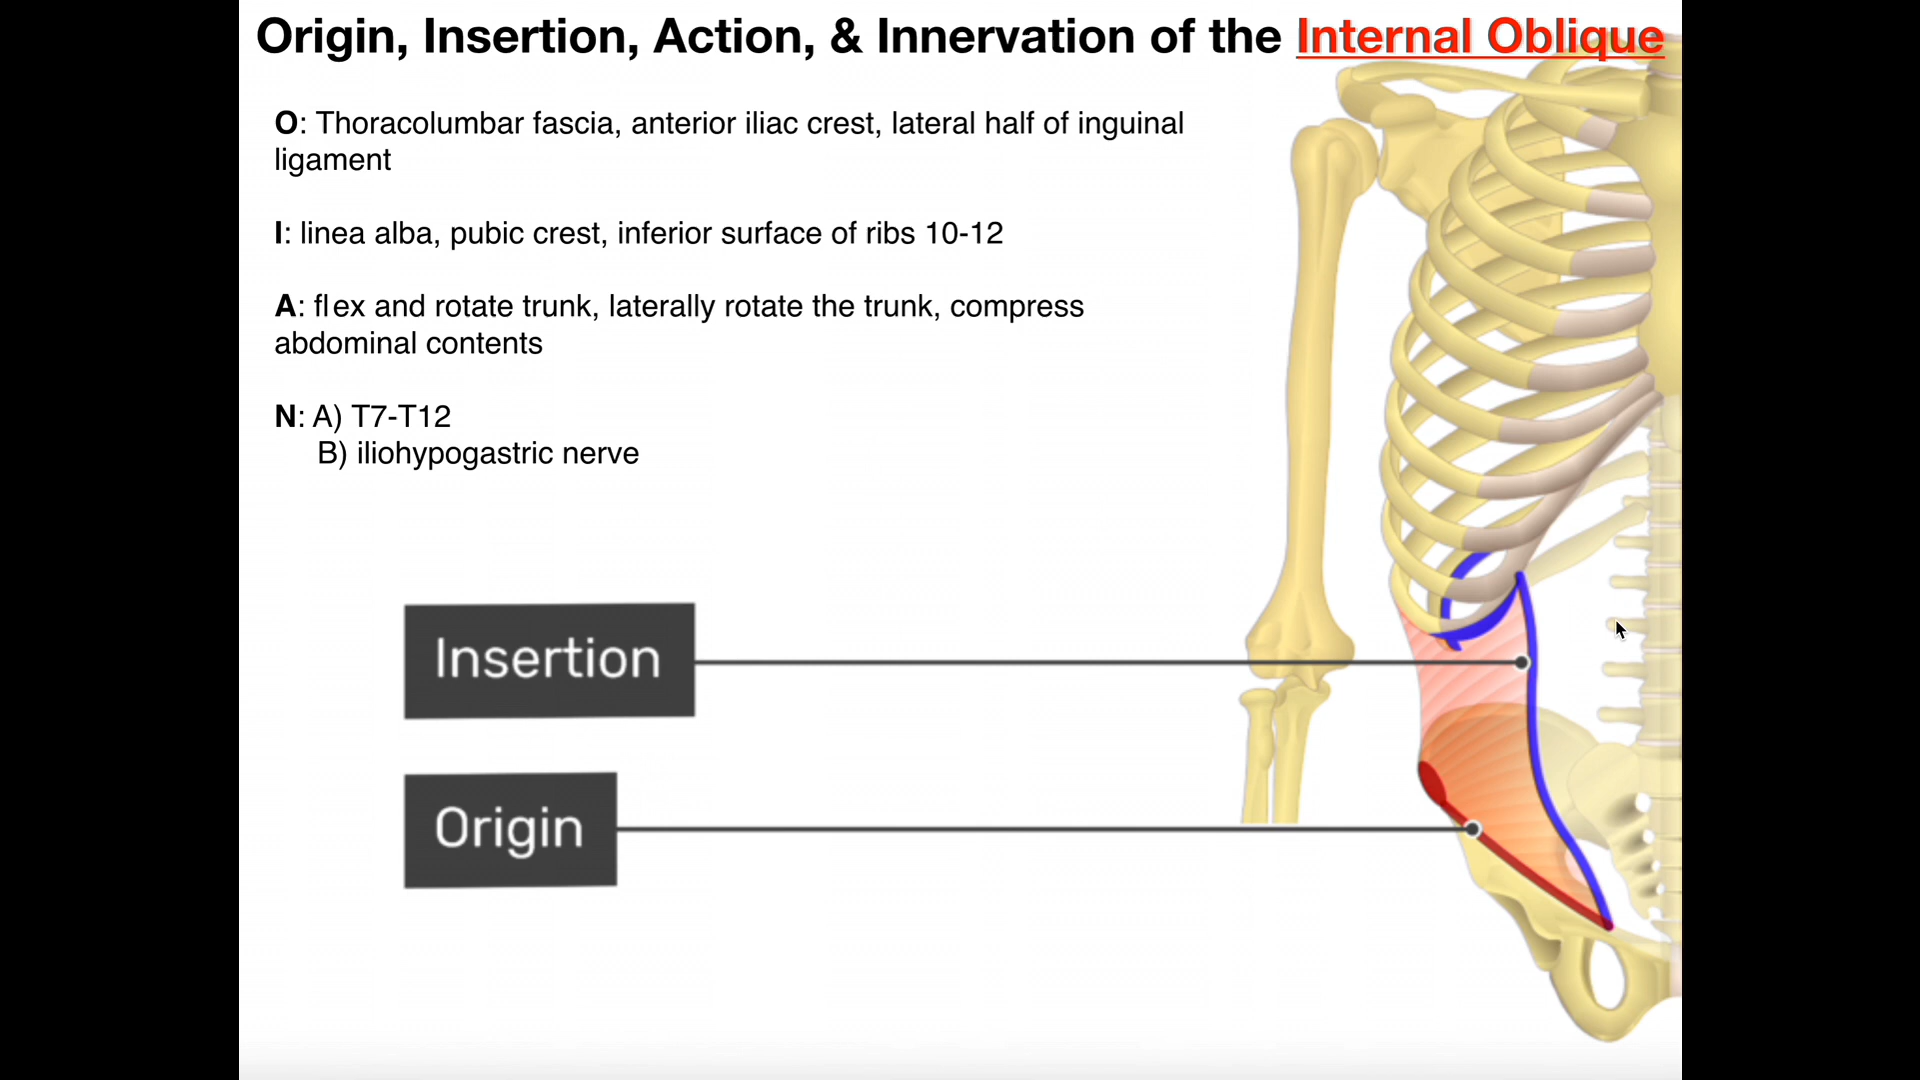 Origin, Insertion, Action, & Innervation of the Internal Oblique
O: Thoracolumbar fascia, anterior iliac crest, lateral half of inguinal
ligament
I: linea alba, pubic crest, inferior surface of ribs 10-12
A: flex and rotate trunk, laterally rotate the trunk, compress
abdominal contents
N: A) T7-T12
B) iliohypogastric nerve
Insertion
Origin